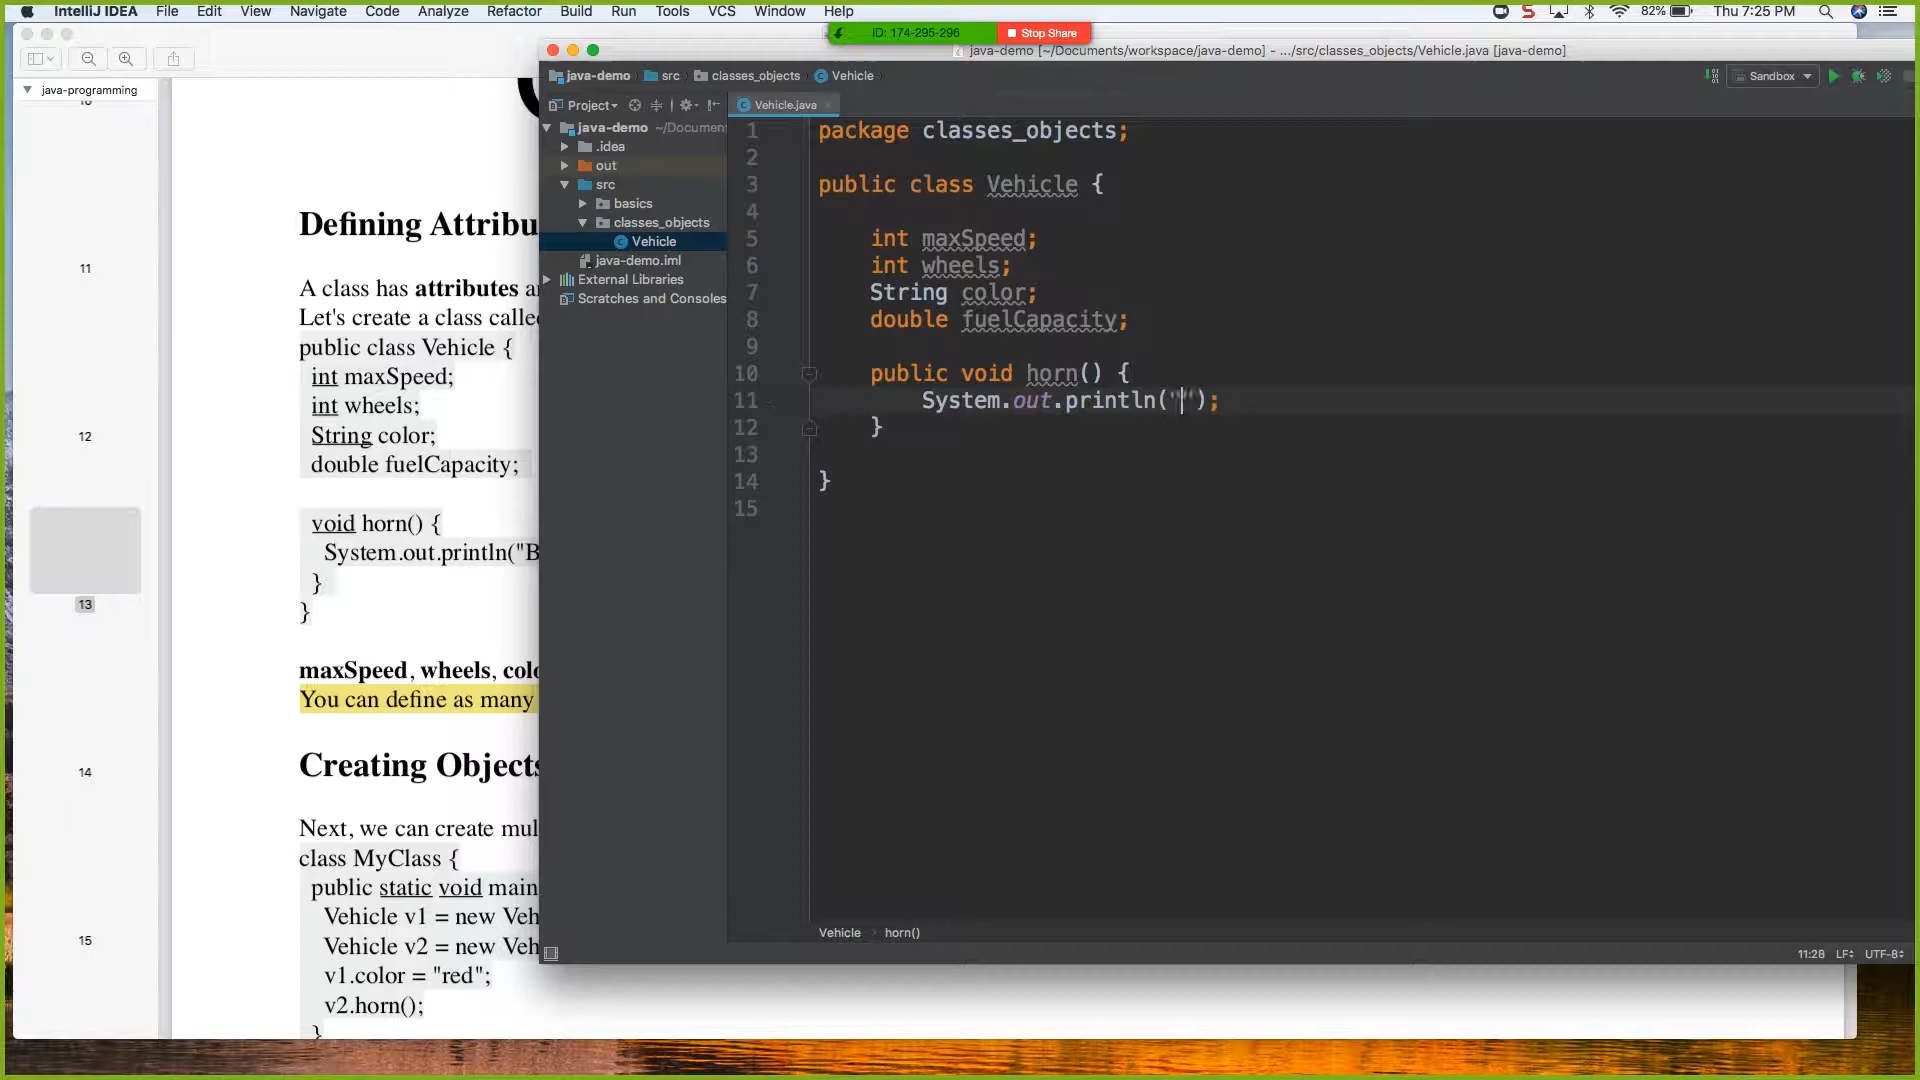 IntelliJ IDEA File Edit View Navigate Code Analyze Refactor Build Run Tools VCS Window Help 82% Thu 7:25 PM
ID: 174-295-296 Stop Share
java-demo [~/Documents/workspace/java-demo] - .../src/classes_objects/Vehicle.java [java-demo]
java-demo src classes_objects Vehicle Sandbox
java-programming
11
12
13
14
15
Defining Attribu
A class has attributes a
Let's create a class calle
public class Vehicle {
int maxSpeed;
int wheels;
String color;
double fuelCapacity;
void horn() {
System.out.println("B
}
}
maxSpeed, wheels, colo
You can define as many
Creating Objects
Next, we can create mul
class MyClass {
public static void main
Vehicle v1 = new Veh
Vehicle v2 = new Veh
v1.color = "red";
v2.horn();
}
Project
java-demo ~/Documen
.idea
out
src
basics
classes_objects
Vehicle
java-demo.iml
External Libraries
Scratches and Consoles
Vehicle.java
1 package classes_objects;
2
3 public class Vehicle {
4
5 int maxSpeed;
6 int wheels;
7 String color;
8 double fuelCapacity;
9
10 public void horn() {
11 System.out.println("");
12 }
13
14 }
15
Vehicle horn()
11:28 LF UTF-8